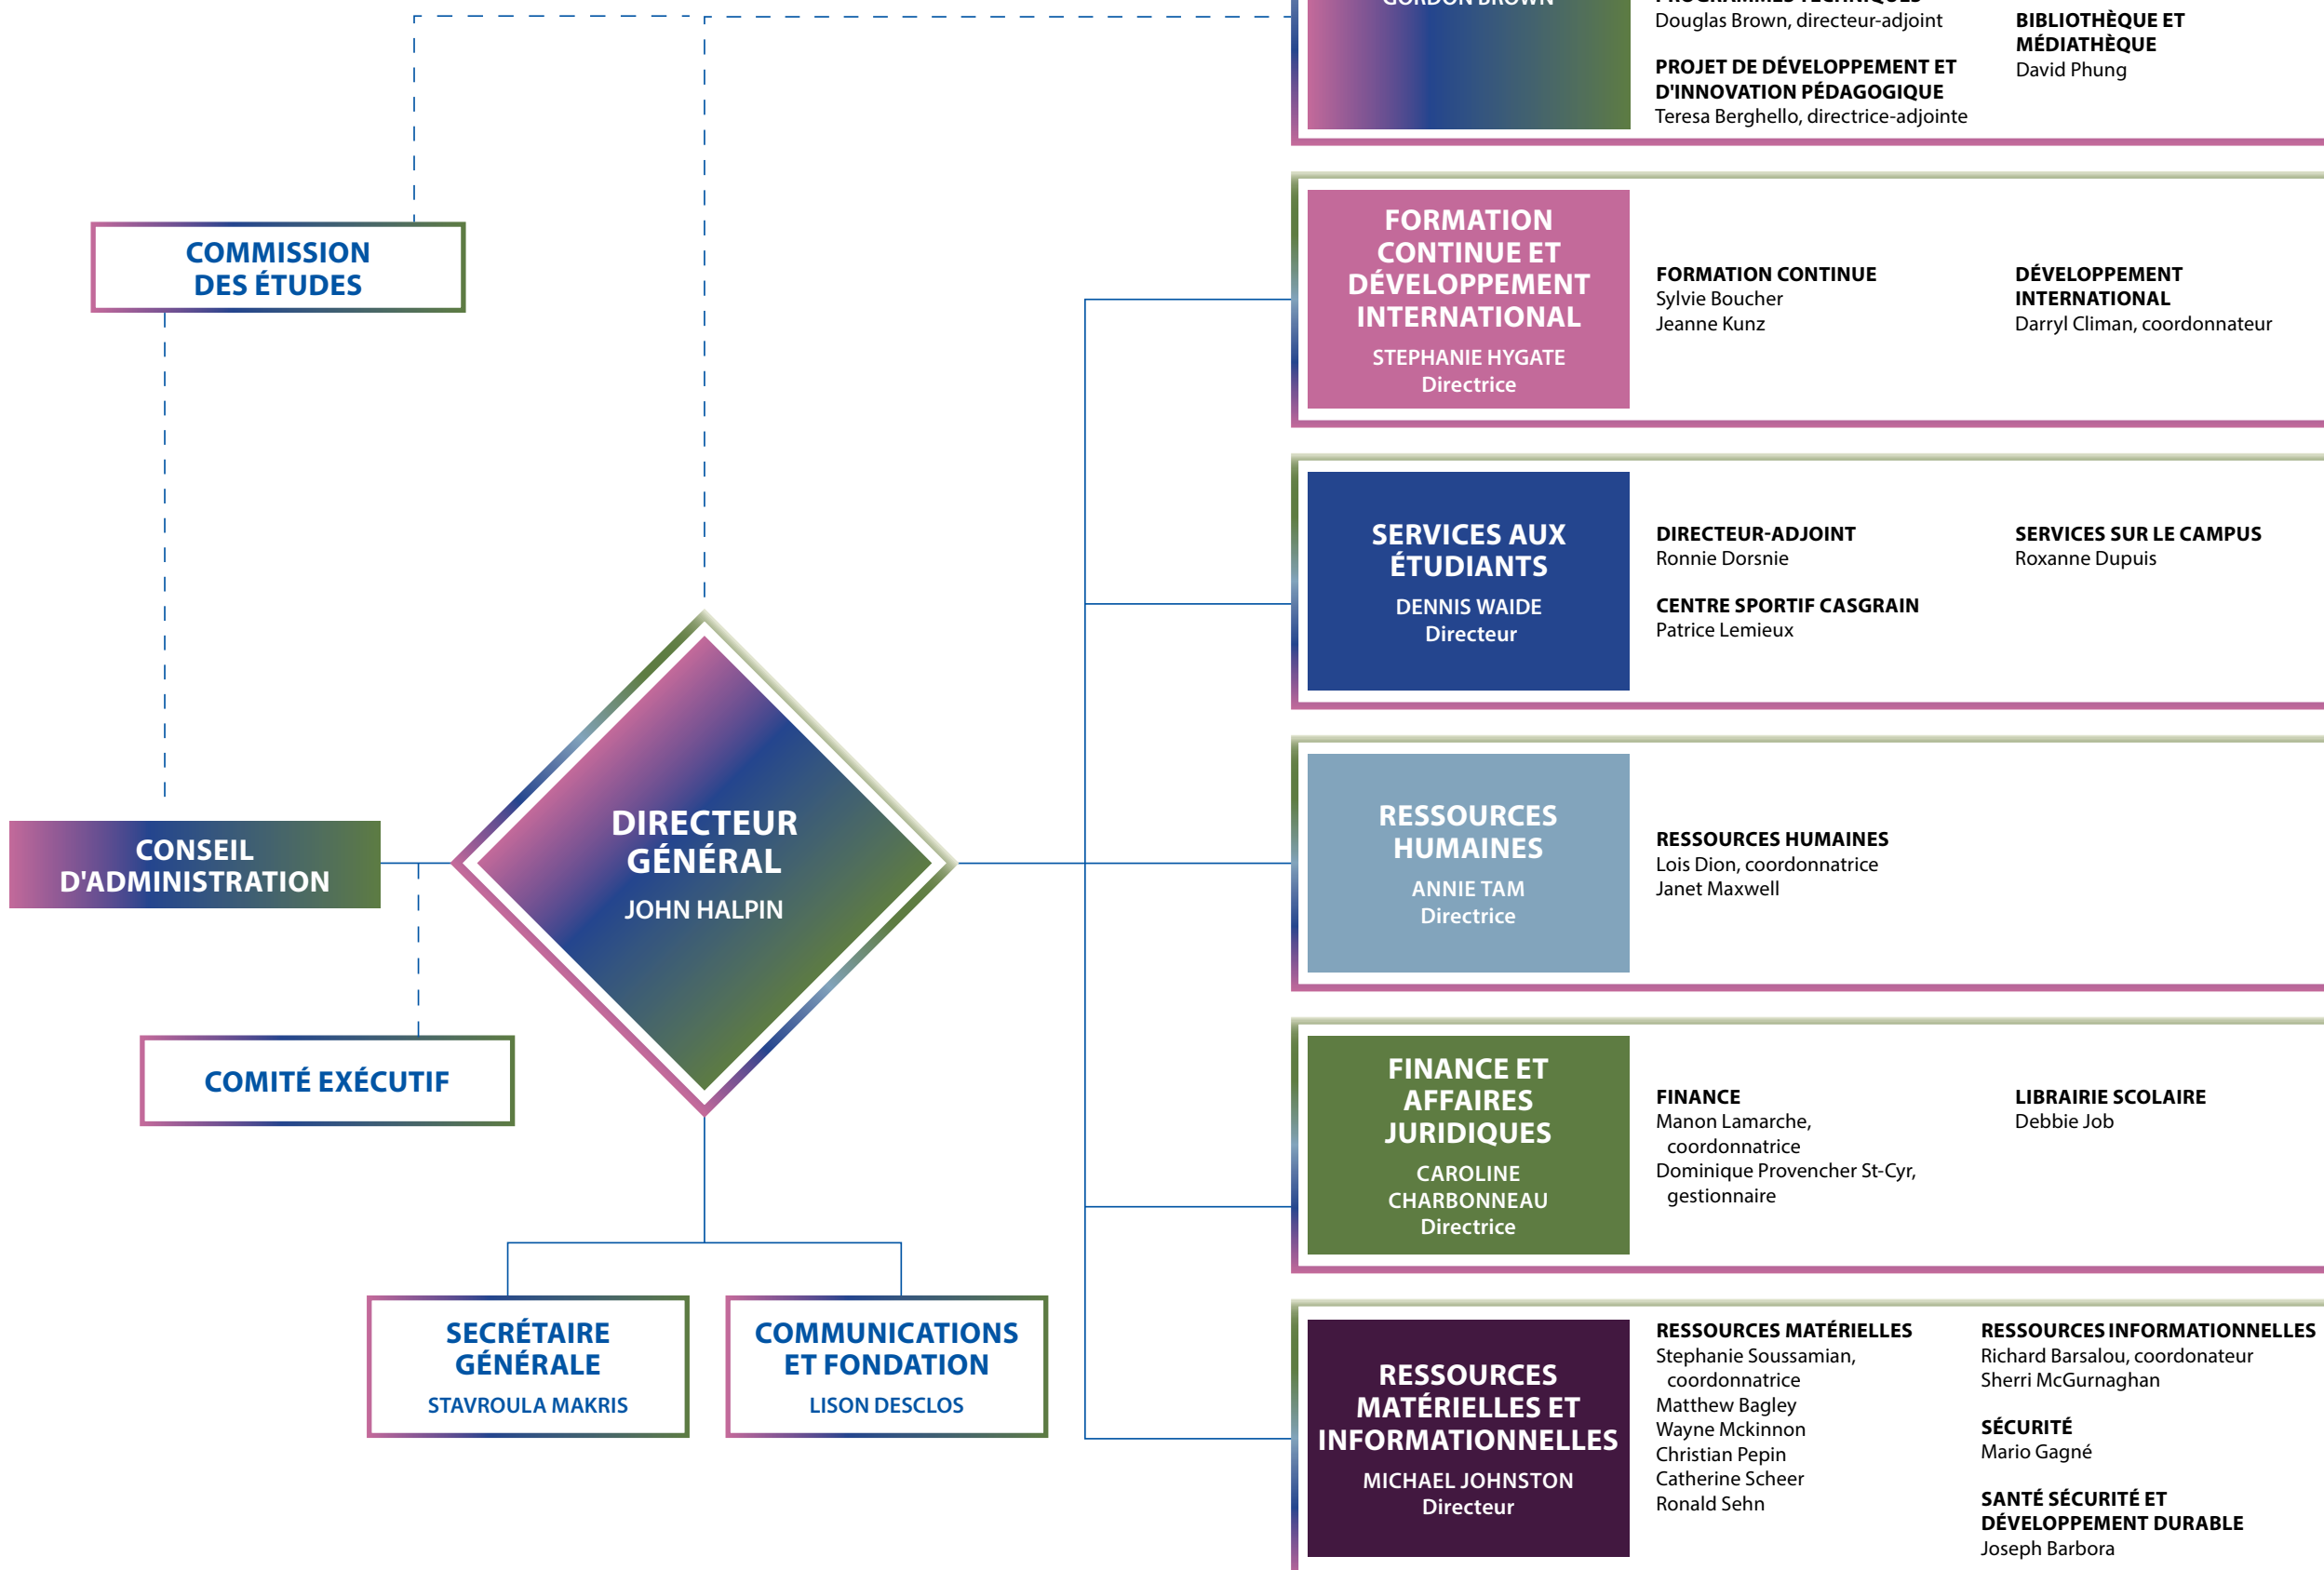 GORDON BROWN
PROGRAMMES TECHNIQUES
Douglas Brown, directeur-adjoint
PROJET DE DÉVELOPPEMENT ET
D'INNOVATION PÉDAGOGIQUE
Teresa Berghello, directrice-adjointe
BIBLIOTHÈQUE ET
MÉDIATHÈQUE
David Phung
COMMISSION
DES ÉTUDES
FORMATION
CONTINUE ET
DÉVELOPPEMENT
INTERNATIONAL
STEPHANIE HYGATE
Directrice
FORMATION CONTINUE
Sylvie Boucher
Jeanne Kunz
DÉVELOPPEMENT
INTERNATIONAL
Darryl Climan, coordonnateur
SERVICES AUX
ÉTUDIANTS
DENNIS WAIDE
Directeur
DIRECTEUR-ADJOINT
Ronnie Dorsnie
CENTRE SPORTIF CASGRAIN
Patrice Lemieux
SERVICES SUR LE CAMPUS
Roxanne Dupuis
CONSEIL
D'ADMINISTRATION
DIRECTEUR
GÉNÉRAL
JOHN HALPIN
RESSOURCES
HUMAINES
ANNIE TAM
Directrice
RESSOURCES HUMAINES
Lois Dion, coordonnatrice
Janet Maxwell
COMITÉ EXÉCUTIF
FINANCE ET
AFFAIRES
JURIDIQUES
CAROLINE
CHARBONNEAU
Directrice
FINANCE
Manon Lamarche,
coordonnatrice
Dominique Provencher St-Cyr,
gestionnaire
LIBRAIRIE SCOLAIRE
Debbie Job
SECRÉTAIRE
GÉNÉRALE
STAVROULA MAKRIS
COMMUNICATIONS
ET FONDATION
LISON DESCLOS
RESSOURCES
MATÉRIELLES ET
INFORMATIONNELLES
MICHAEL JOHNSTON
Directeur
RESSOURCES MATÉRIELLES
Stephanie Soussamian,
coordonnatrice
Matthew Bagley
Wayne Mckinnon
Christian Pepin
Catherine Scheer
Ronald Sehn
RESSOURCES INFORMATIONNELLES
Richard Barsalou, coordonateur
Sherri McGurnaghan
SÉCURITÉ
Mario Gagné
SANTÉ SÉCURITÉ ET
DÉVELOPPEMENT DURABLE
Joseph Barbora